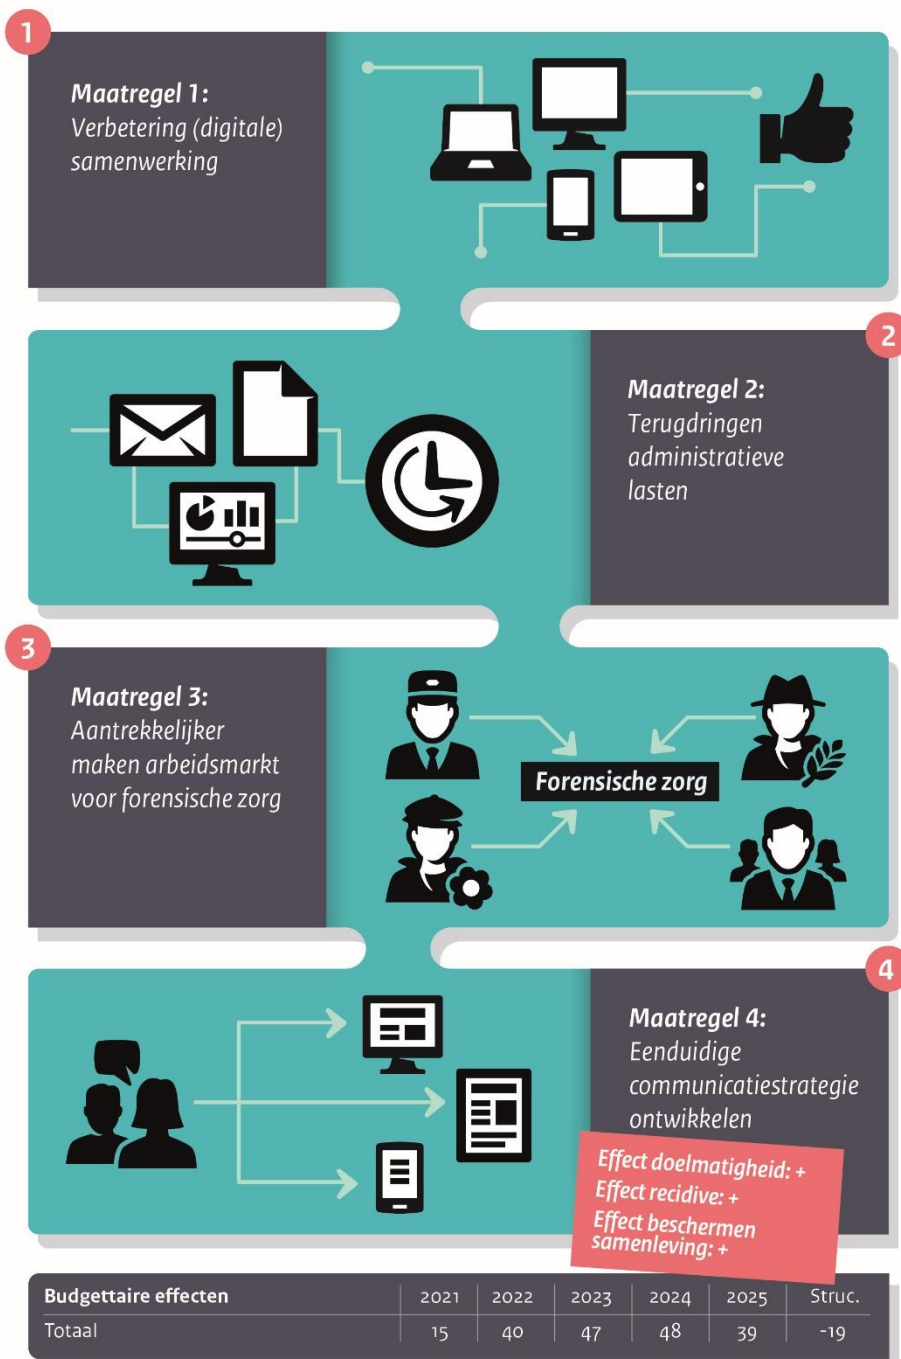 1
Maatregel 1:
Verbetering (digitale)
samenwerking
2
Maatregel 2:
Terugdringen
administratieve
lasten
3
Maatregel 3:
Aantrekkelijker
maken arbeidsmarkt
voor forensische zorg
Forensische zorg
4
Maatregel 4:
Eenduidige
communicatiestrategie
ontwikkelen
Effect doelmatigheid: +
Effect recidive: +
Effect beschermen
samenleving: +
Budgettaire effecten 2021 2022 2023 2024 2025 Struc.
Totaal 15 40 47 48 39 -19